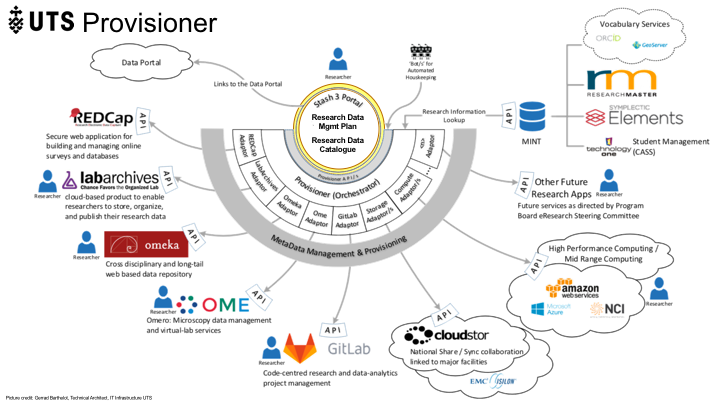 UTS Provisioner
Data Portal
Links to the Data Portal
Researcher
'Bot/s' for
Automated
Houskeeping
Vocabulary Services
ORCID
GeoServer
Stash 3 Portal
Research Data
Mgmt Plan
Research Data
Catalogue
Provisioning API/s
Provisioner (Orchestrator)
MetaData Management & Provisioning
REDCap
Adaptor
LabArchives
Adaptor
Omeka
Adaptor
Ome
Adaptor
GitLab
Adaptor
Storage
Adaptor/s
Compute
Adaptor/s
...
Adaptor
Research Information
Lookup
API
MINT
rm
RESEARCHMASTER
SYMPLECTIC
Elements
technology
one
Student Management
(CASS)
REDCap
API
Secure web application for
building and managing online
surveys and databases
Researcher
labarchives
Chance Favors the Organized Lab
API
cloud-based product to enable
researchers to store, organize,
and publish their research data
Researcher
omeka
API
Cross disciplinary and long-tail
web based data repository
Researcher
OME
API
Omero: Microscopy data management
and virtual-lab services
Researcher
GitLab
API
Code-centred research and data-analytics
project management
API
cloudstor
National Share / Sync collaboration
linked to major facilities
EMC ISILON
API
Other Future
Research Apps
Researcher
Future services as directed by Program
Board eResearch Steering Committee
API
High Performance Computing /
Mid Range Computing
amazon
webservices
Microsoft
Azure
NCI
Researcher
Picture credit: Gerrad Barthelot, Technical Architect, IT Infrastructure UTS